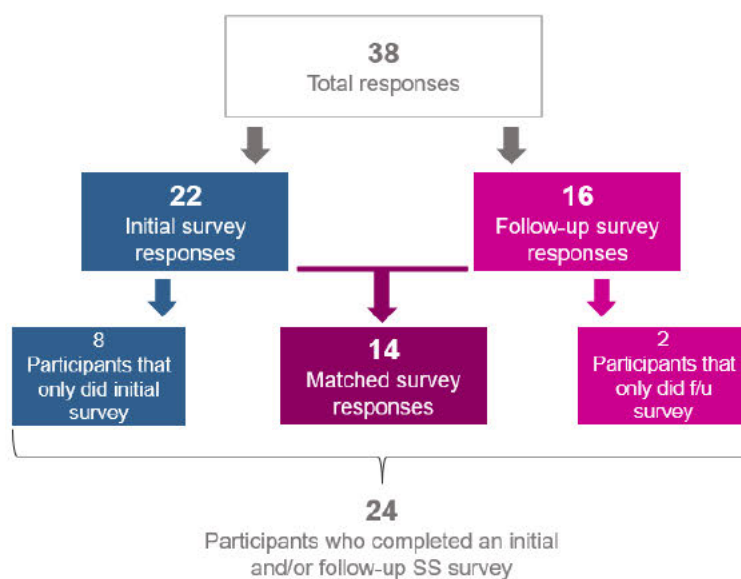 38
Total responses
22
Initial survey
responses
16
Follow-up survey
responses
8
Participants that
only did initial
survey
14
Matched survey
responses
2
Participants that
only did f/u
survey
24
Participants who completed an initial
and/or follow-up SS survey